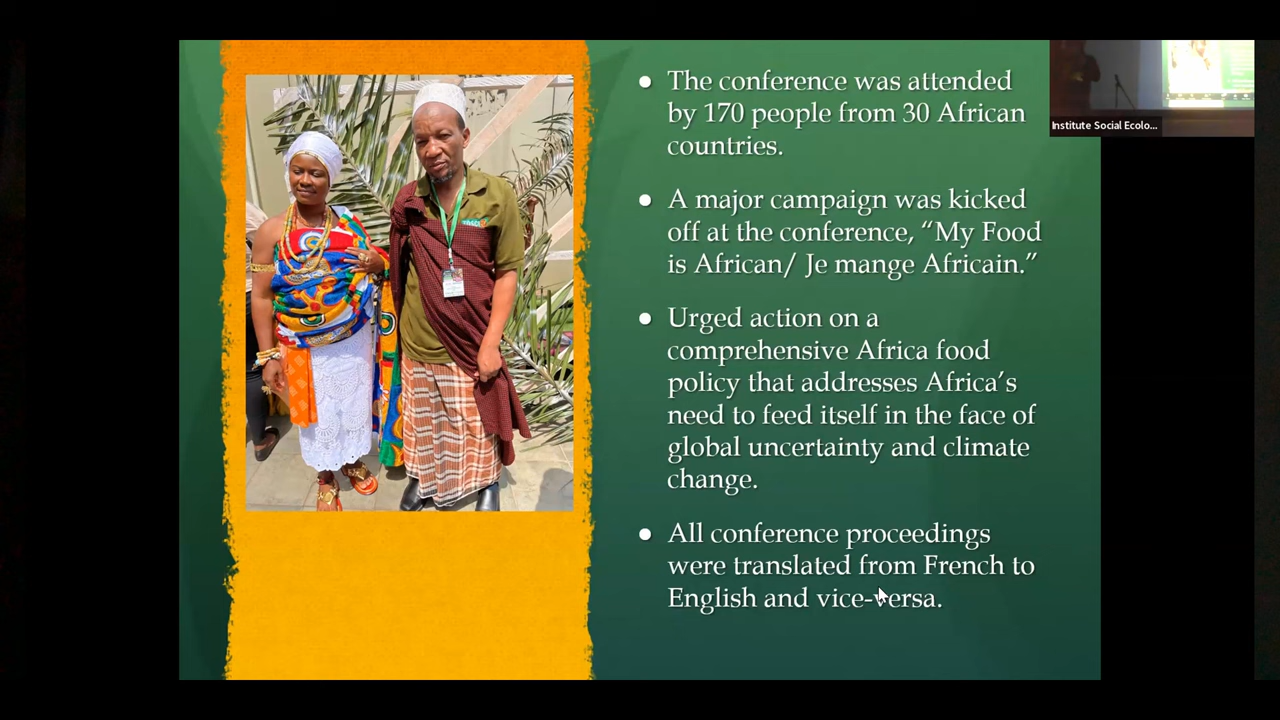 ● The conference was attended
by 170 people from 30 African
countries.
● A major campaign was kicked
off at the conference, “My Food
is African/ Je mange Africain.”
● Urged action on a
comprehensive Africa food
policy that addresses Africa’s
need to feed itself in the face of
global uncertainty and climate
change.
● All conference proceedings
were translated from French to
English and vice-versa.
Institute Social Ecolo...